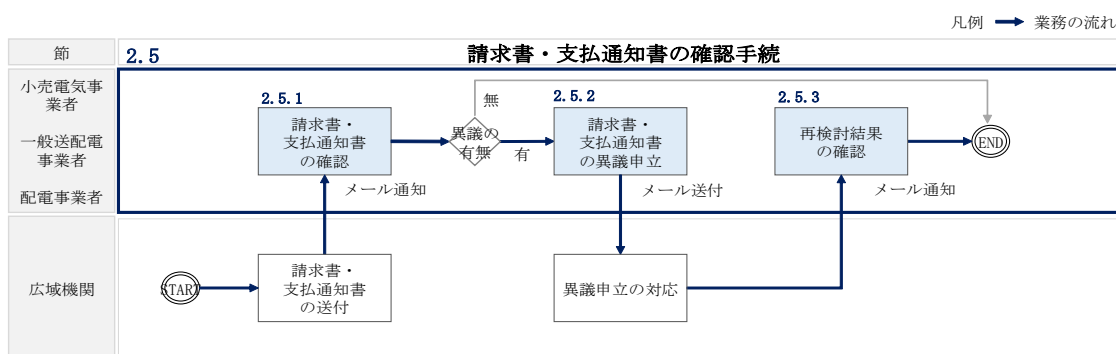 凡例
業務の流れ
節
2.5
請求書・支払通知書の確認手続
小売電気事
業者
一般送配電
事業者
配電事業者
2.5.1
請求書・
支払通知書
の確認
異議の
有無
無
有
2.5.2
請求書・
支払通知書
の異議申立
2.5.3
再検討結果
の確認
END
メール通知
メール送付
メール通知
広域機関
START
請求書・
支払通知書
の送付
異議申立の対応